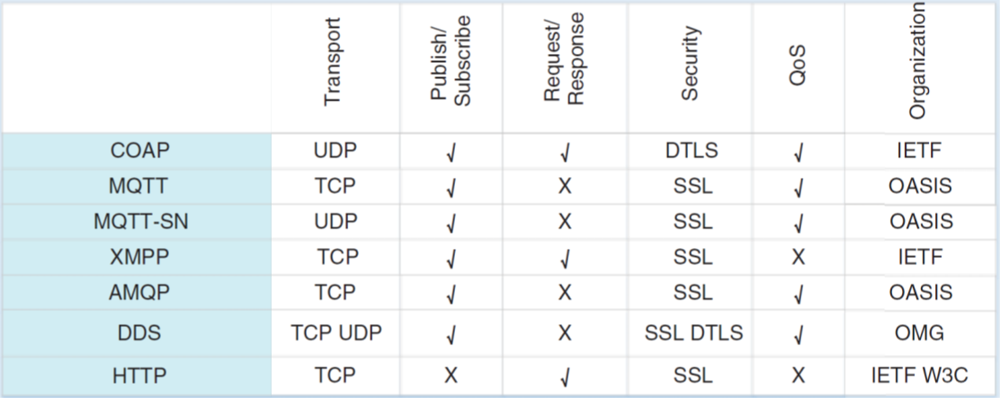 Transport Publish/ Subscribe Request/ Response Security QoS Organization
COAP UDP √ √ DTLS √ IETF
MQTT TCP √ X SSL √ OASIS
MQTT-SN UDP √ X SSL √ OASIS
XMPP TCP √ √ SSL X IETF
AMQP TCP √ X SSL √ OASIS
DDS TCP UDP √ X SSL DTLS √ OMG
HTTP TCP X √ SSL X IETF W3C